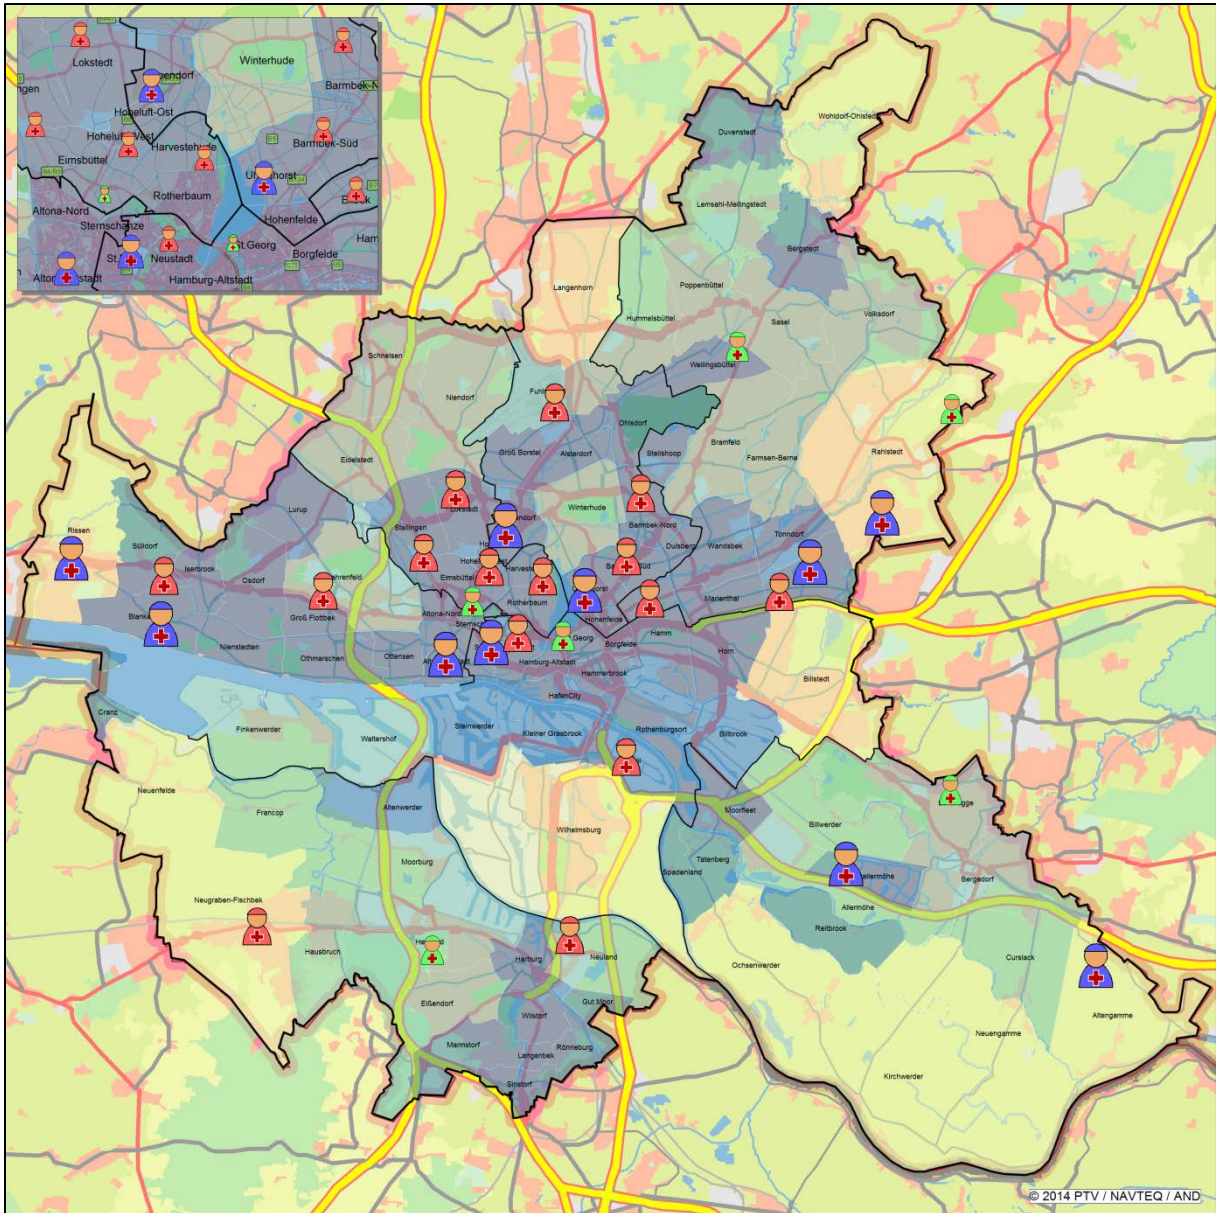 Lokstedt
Winterhude
Hoheluft-Ost
Harvestehude
Barmbek-Süd
Eimsbüttel
Rotherbaum
Altona-Nord
Sternschanze
Hohenfelde
St.Georg
Neustadt
Borgfelde
Hamburg-Altstadt
Wohldorf-Ohlstedt
Duvenstedt
Lemsahl-Mellingstedt
Bergstedt
Langenhorn
Poppenbüttel
Hummelsbüttel
Sasel
Volksdorf
Schnelsen
Wellingsbüttel
Niendorf
Ohlsdorf
Bramfeld
Rahlstedt
Groß Borstel
Alsterdorf
Steilshoop
Farmsen-Berne
Eidelstedt
Lurup
Winterhude
Stellingen
Barmbek-Nord
Rissen
Sülldorf
Iserbrook
Osdorf
Dulsberg
Wandsbek
Tonndorf
Eimsbüttel
Rotherbaum
Marienthal
Groß Flottbek
Altona-Nord
Hohenfelde
Nienstedten
Othmarschen
Ottensen
Hamm
Borgfelde
Horn
Hamburg-Altstadt
Hammerbrook
Billstedt
HafenCity
Cranz
Finkenwerder
Waltershof
Steinwerder
Kleiner Grasbrook
Rothenburgsort
Billbrook
Neuenfelde
Francop
Altenwerder
Moorfleet
Billwerder
Wilhelmsburg
Moorburg
Tatenberg
Spadenland
Bergedorf
Neugraben-Fischbek
Allermöhe
Reitbrook
Hausbruch
Harburg
Neuland
Ochsenwerder
Curslack
Eißendorf
Gut Moor
Wilstorf
Altengamme
Neuengamme
Marmstorf
Rönneburg
Langenbek
Kirchwerder
Sinstorf
© 2014 PTV / NAVTEQ / AND